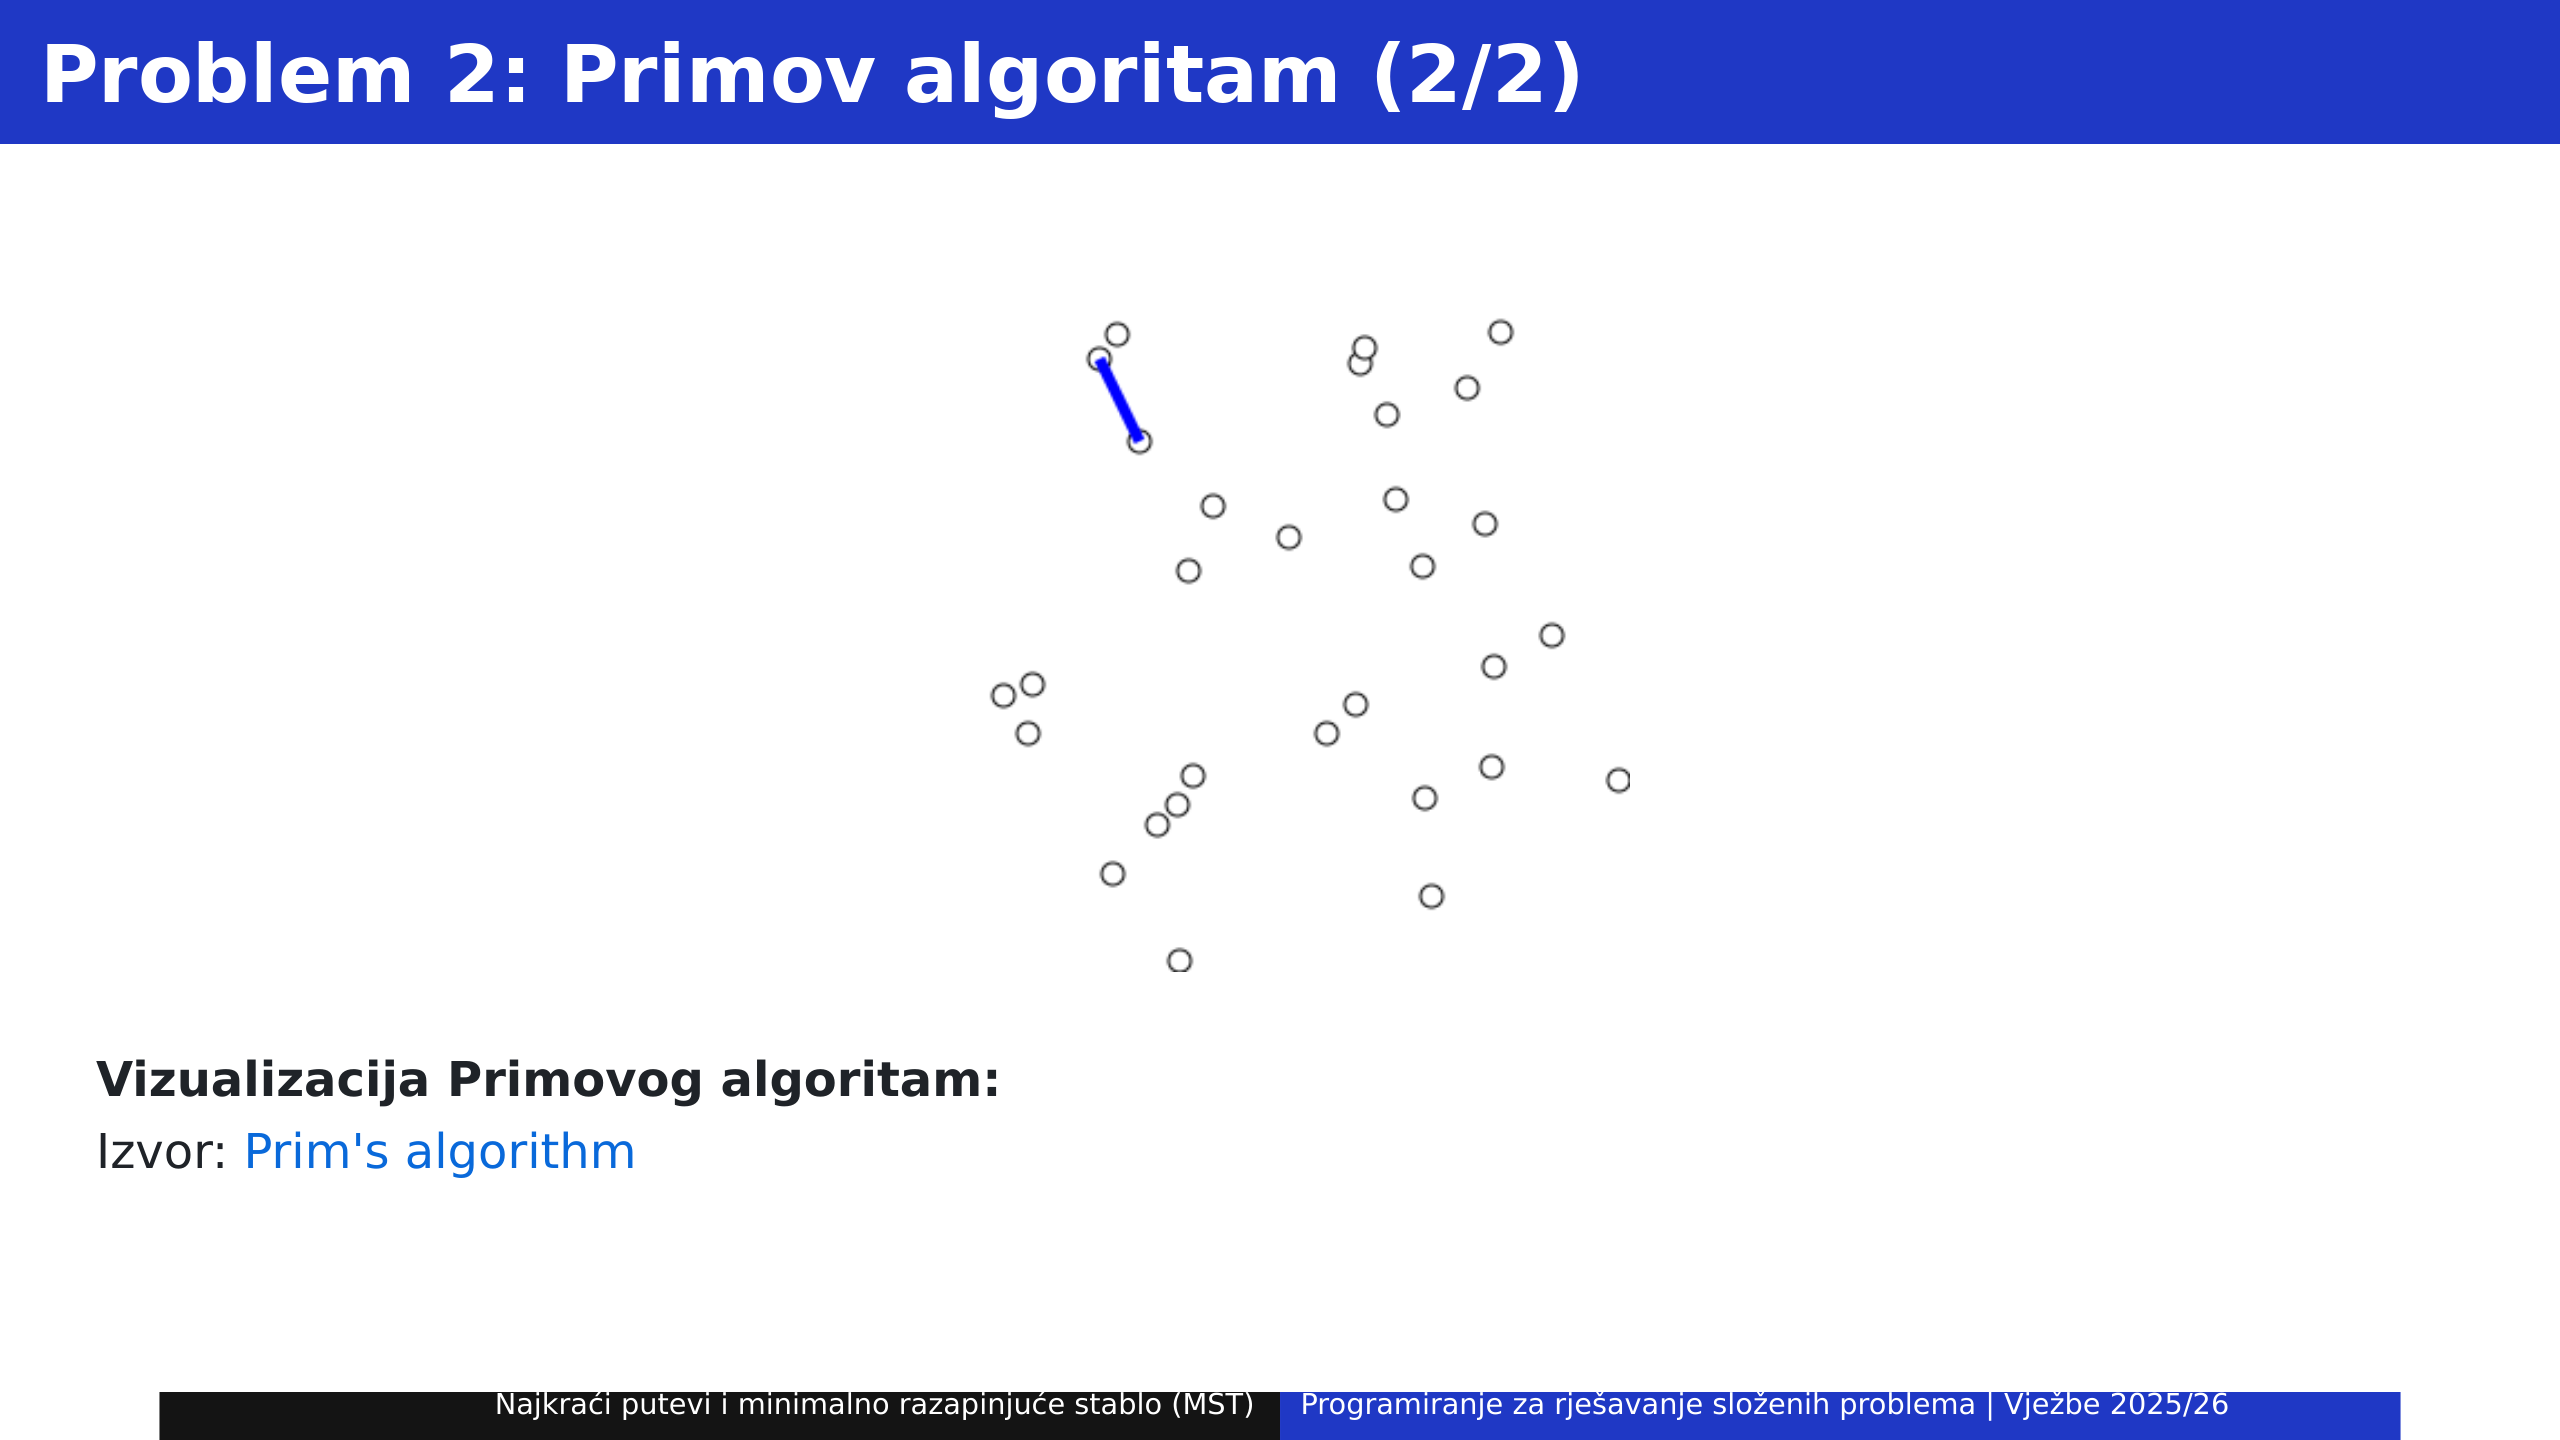 Problem 2: Primov algoritam (2/2)
Vizualizacija Primovog algoritam:
Izvor: Prim's algorithm
Najkraći putevi i minimalno razapinjuće stablo (MST)
Programiranje za rješavanje složenih problema | Vježbe 2025/26